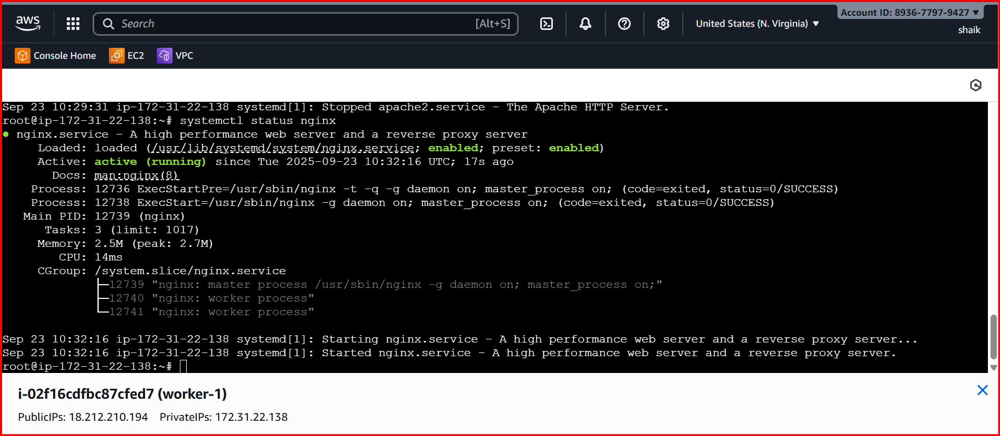 aws
Search [Alt+S]
United States (N. Virginia) ▼
Account ID: 8936-7797-9427 ▼
shaik
Console Home EC2 VPC
Sep 23 10:29:31 ip-172-31-22-138 systemd[1]: Stopped apache2.service - The Apache HTTP Server.
root@ip-172-31-22-138:~# systemctl status nginx
● nginx.service - A high performance web server and a reverse proxy server
Loaded: loaded (/usr/lib/systemd/system/nginx.service; enabled; preset: enabled)
Active: active (running) since Tue 2025-09-23 10:32:16 UTC; 17s ago
Docs: man:nginx(8)
Process: 12736 ExecStartPre=/usr/sbin/nginx -t -q -g daemon on; master_process on; (code=exited, status=0/SUCCESS)
Process: 12738 ExecStart=/usr/sbin/nginx -g daemon on; master_process on; (code=exited, status=0/SUCCESS)
Main PID: 12739 (nginx)
Tasks: 3 (limit: 1017)
Memory: 2.5M (peak: 2.7M)
CPU: 14ms
CGroup: /system.slice/nginx.service
├─12739 "nginx: master process /usr/sbin/nginx -g daemon on; master_process on;"
├─12740 "nginx: worker process"
└─12741 "nginx: worker process"
Sep 23 10:32:16 ip-172-31-22-138 systemd[1]: Starting nginx.service - A high performance web server and a reverse proxy server...
Sep 23 10:32:16 ip-172-31-22-138 systemd[1]: Started nginx.service - A high performance web server and a reverse proxy server.
root@ip-172-31-22-138:~#
i-02f16cdfbc87cfed7 (worker-1)
PublicIPs: 18.212.210.194 PrivateIPs: 172.31.22.138